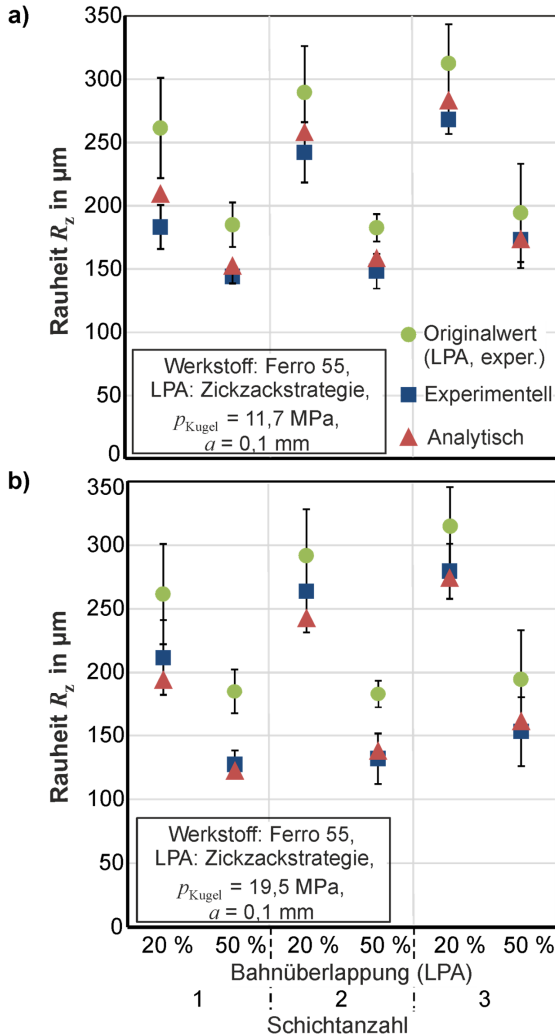 a)
350
300
250
200
150
100
50
0
Rauheit Rz in µm
Originalwert
(LPA, exper.)
Experimentell
Analytisch
Werkstoff: Ferro 55,
LPA: Zickzackstrategie,
pKugel = 11,7 MPa,
a = 0,1 mm
b)
350
300
250
200
150
100
50
0
Rauheit Rz in µm
Werkstoff: Ferro 55,
LPA: Zickzackstrategie,
pKugel = 19,5 MPa,
a = 0,1 mm
20 % 50 % 20 % 50 % 20 % 50 %
Bahnüberlappung (LPA)
1 2 3
Schichtanzahl